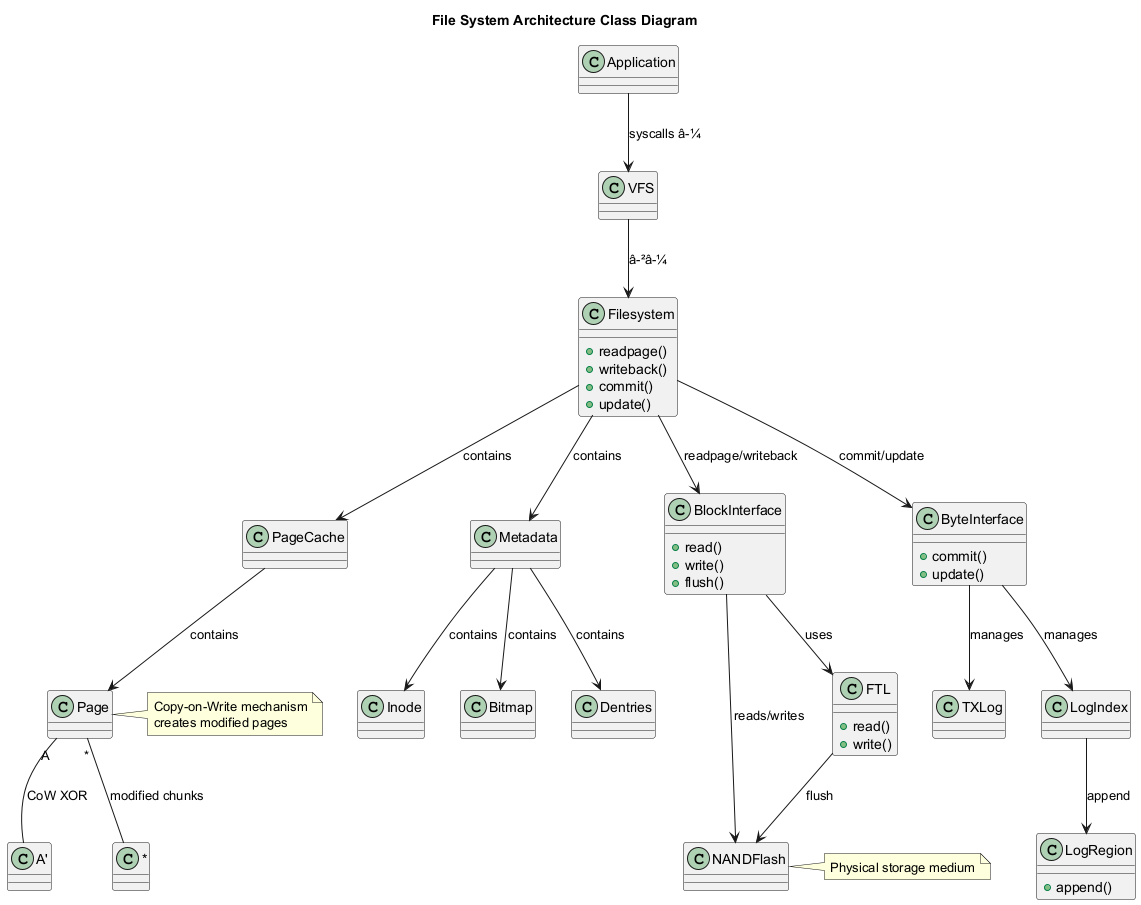 File System Architecture Class Diagram
C Application
syscalls â–¼
C VFS
â–²â–¼
C Filesystem
readpage()
writeback()
commit()
update()
contains
contains
readpage/writeback
commit/update
C PageCache
C Metadata
C BlockInterface
read()
write()
flush()
C ByteInterface
commit()
update()
contains
contains
contains
contains
uses
manages
manages
C Page
Copy-on-Write mechanism
creates modified pages
C Inode
C Bitmap
C Dentries
reads/writes
C FTL
read()
write()
C TXLog
C LogIndex
A
*
CoW XOR
modified chunks
flush
append
C A'
C *
C NANDFlash
Physical storage medium
C LogRegion
append()